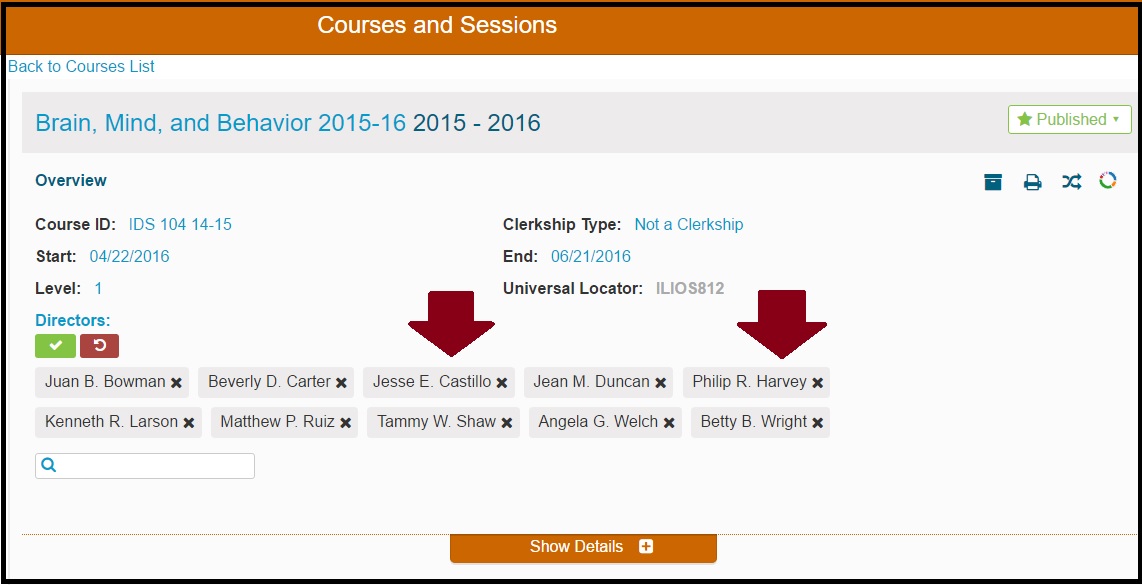 Courses and Sessions
Back to Courses List
Brain, Mind, and Behavior 2015-16 2015 - 2016
Published
Overview
Course ID: IDS 104 14-15 Clerkship Type: Not a Clerkship
Start: 04/22/2016 End: 06/21/2016
Level: 1 Universal Locator: ILIOS812
Directors:
Juan B. Bowman Beverly D. Carter Jesse E. Castillo Jean M. Duncan Philip R. Harvey
Kenneth R. Larson Matthew P. Ruiz Tammy W. Shaw Angela G. Welch Betty B. Wright
Show Details